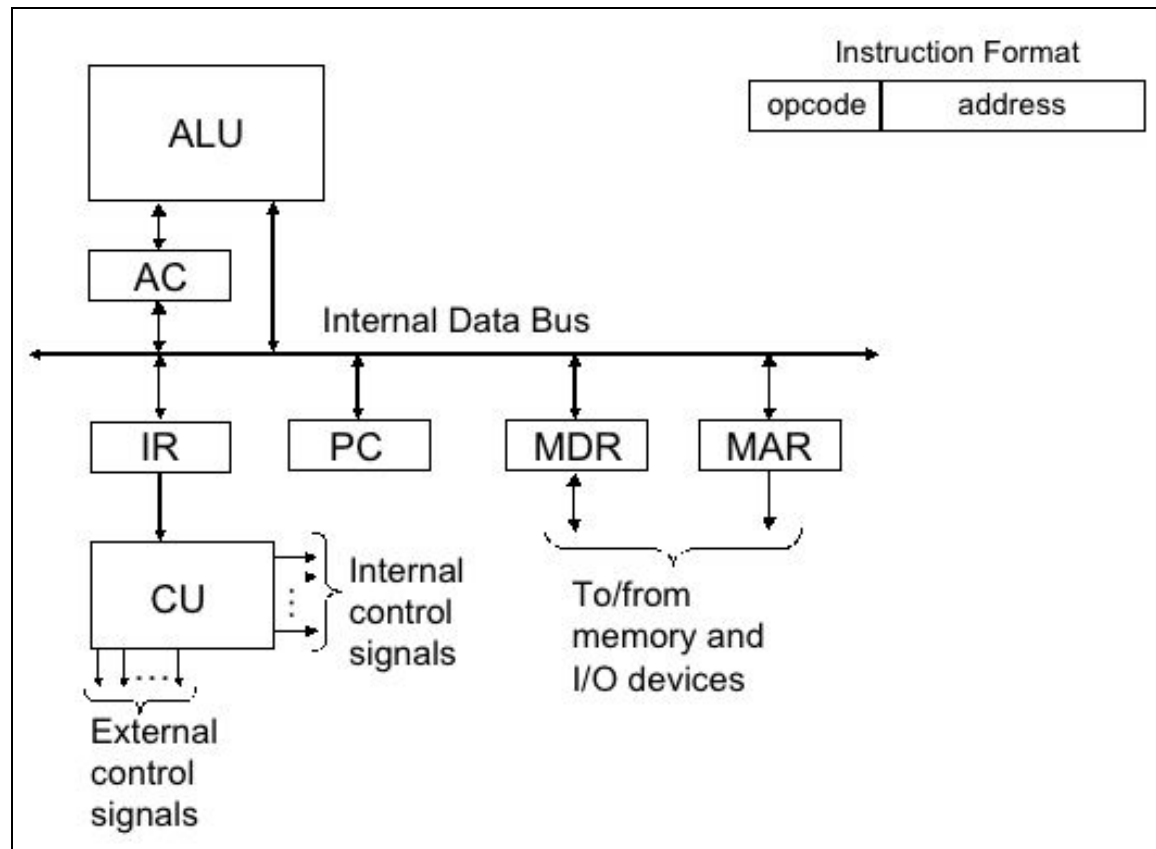 Instruction Format
opcode address
ALU
AC
Internal Data Bus
IR PC MDR MAR
CU
Internal
control
signals
To/from
memory and
I/O devices
External
control
signals